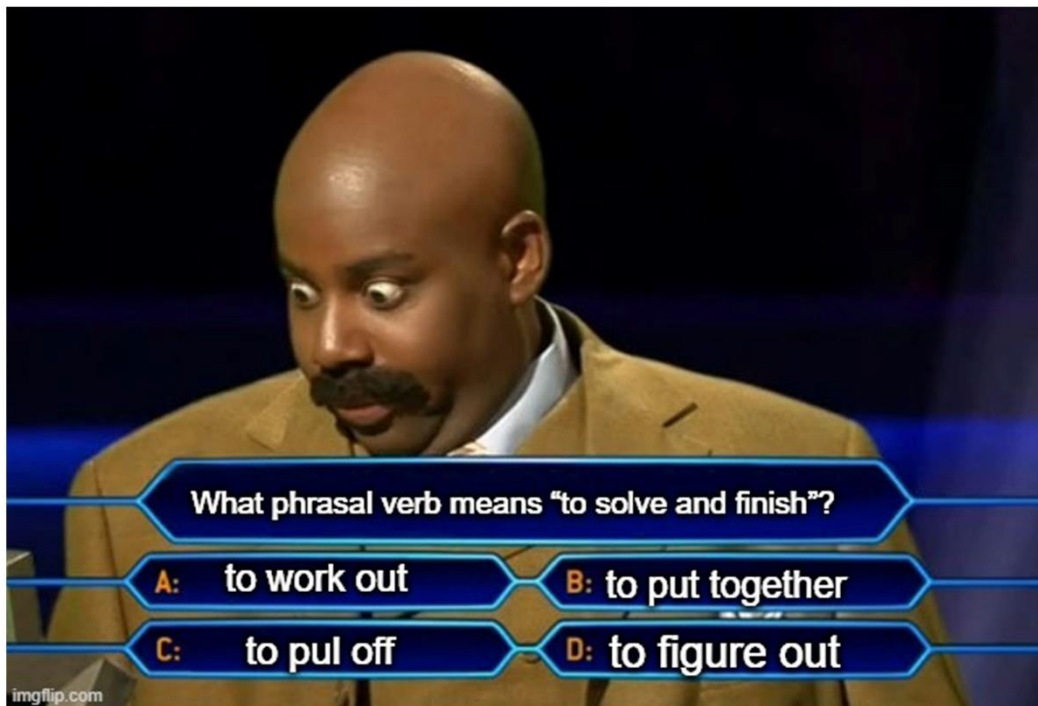 What phrasal verb means “to solve and finish”?
A: to work out
B: to put together
C: to pul off
D: to figure out
imgflip.com